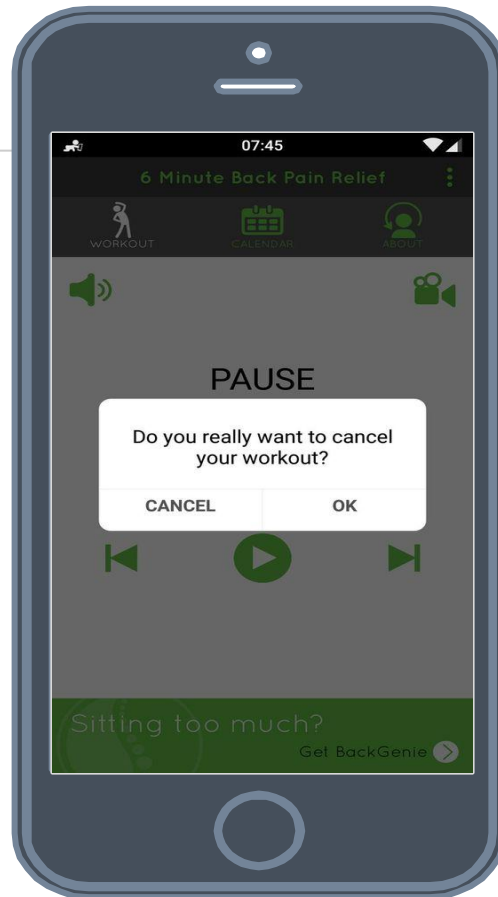 07:45
6 Minute Back Pain Relief
WORKOUT
CALENDAR
ABOUT
PAUSE
Do you really want to cancel
your workout?
CANCEL
OK
Sitting too much?
Get BackGenie